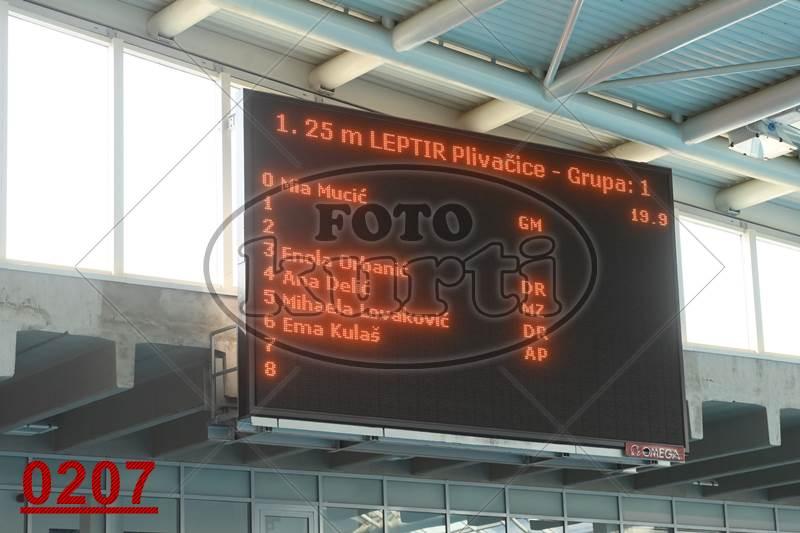 1. 25 m LEPTIR Plivačice - Grupa: 1
19.9
0 Mia Mucić GM
1
2
3 Enola Orbanić DR
4 Ana Delić MZ
5 Mihaela Lovaković DR
6 Ema Kulaš AP
7
8
FOTO
kurti
Ω OMEGA
0207